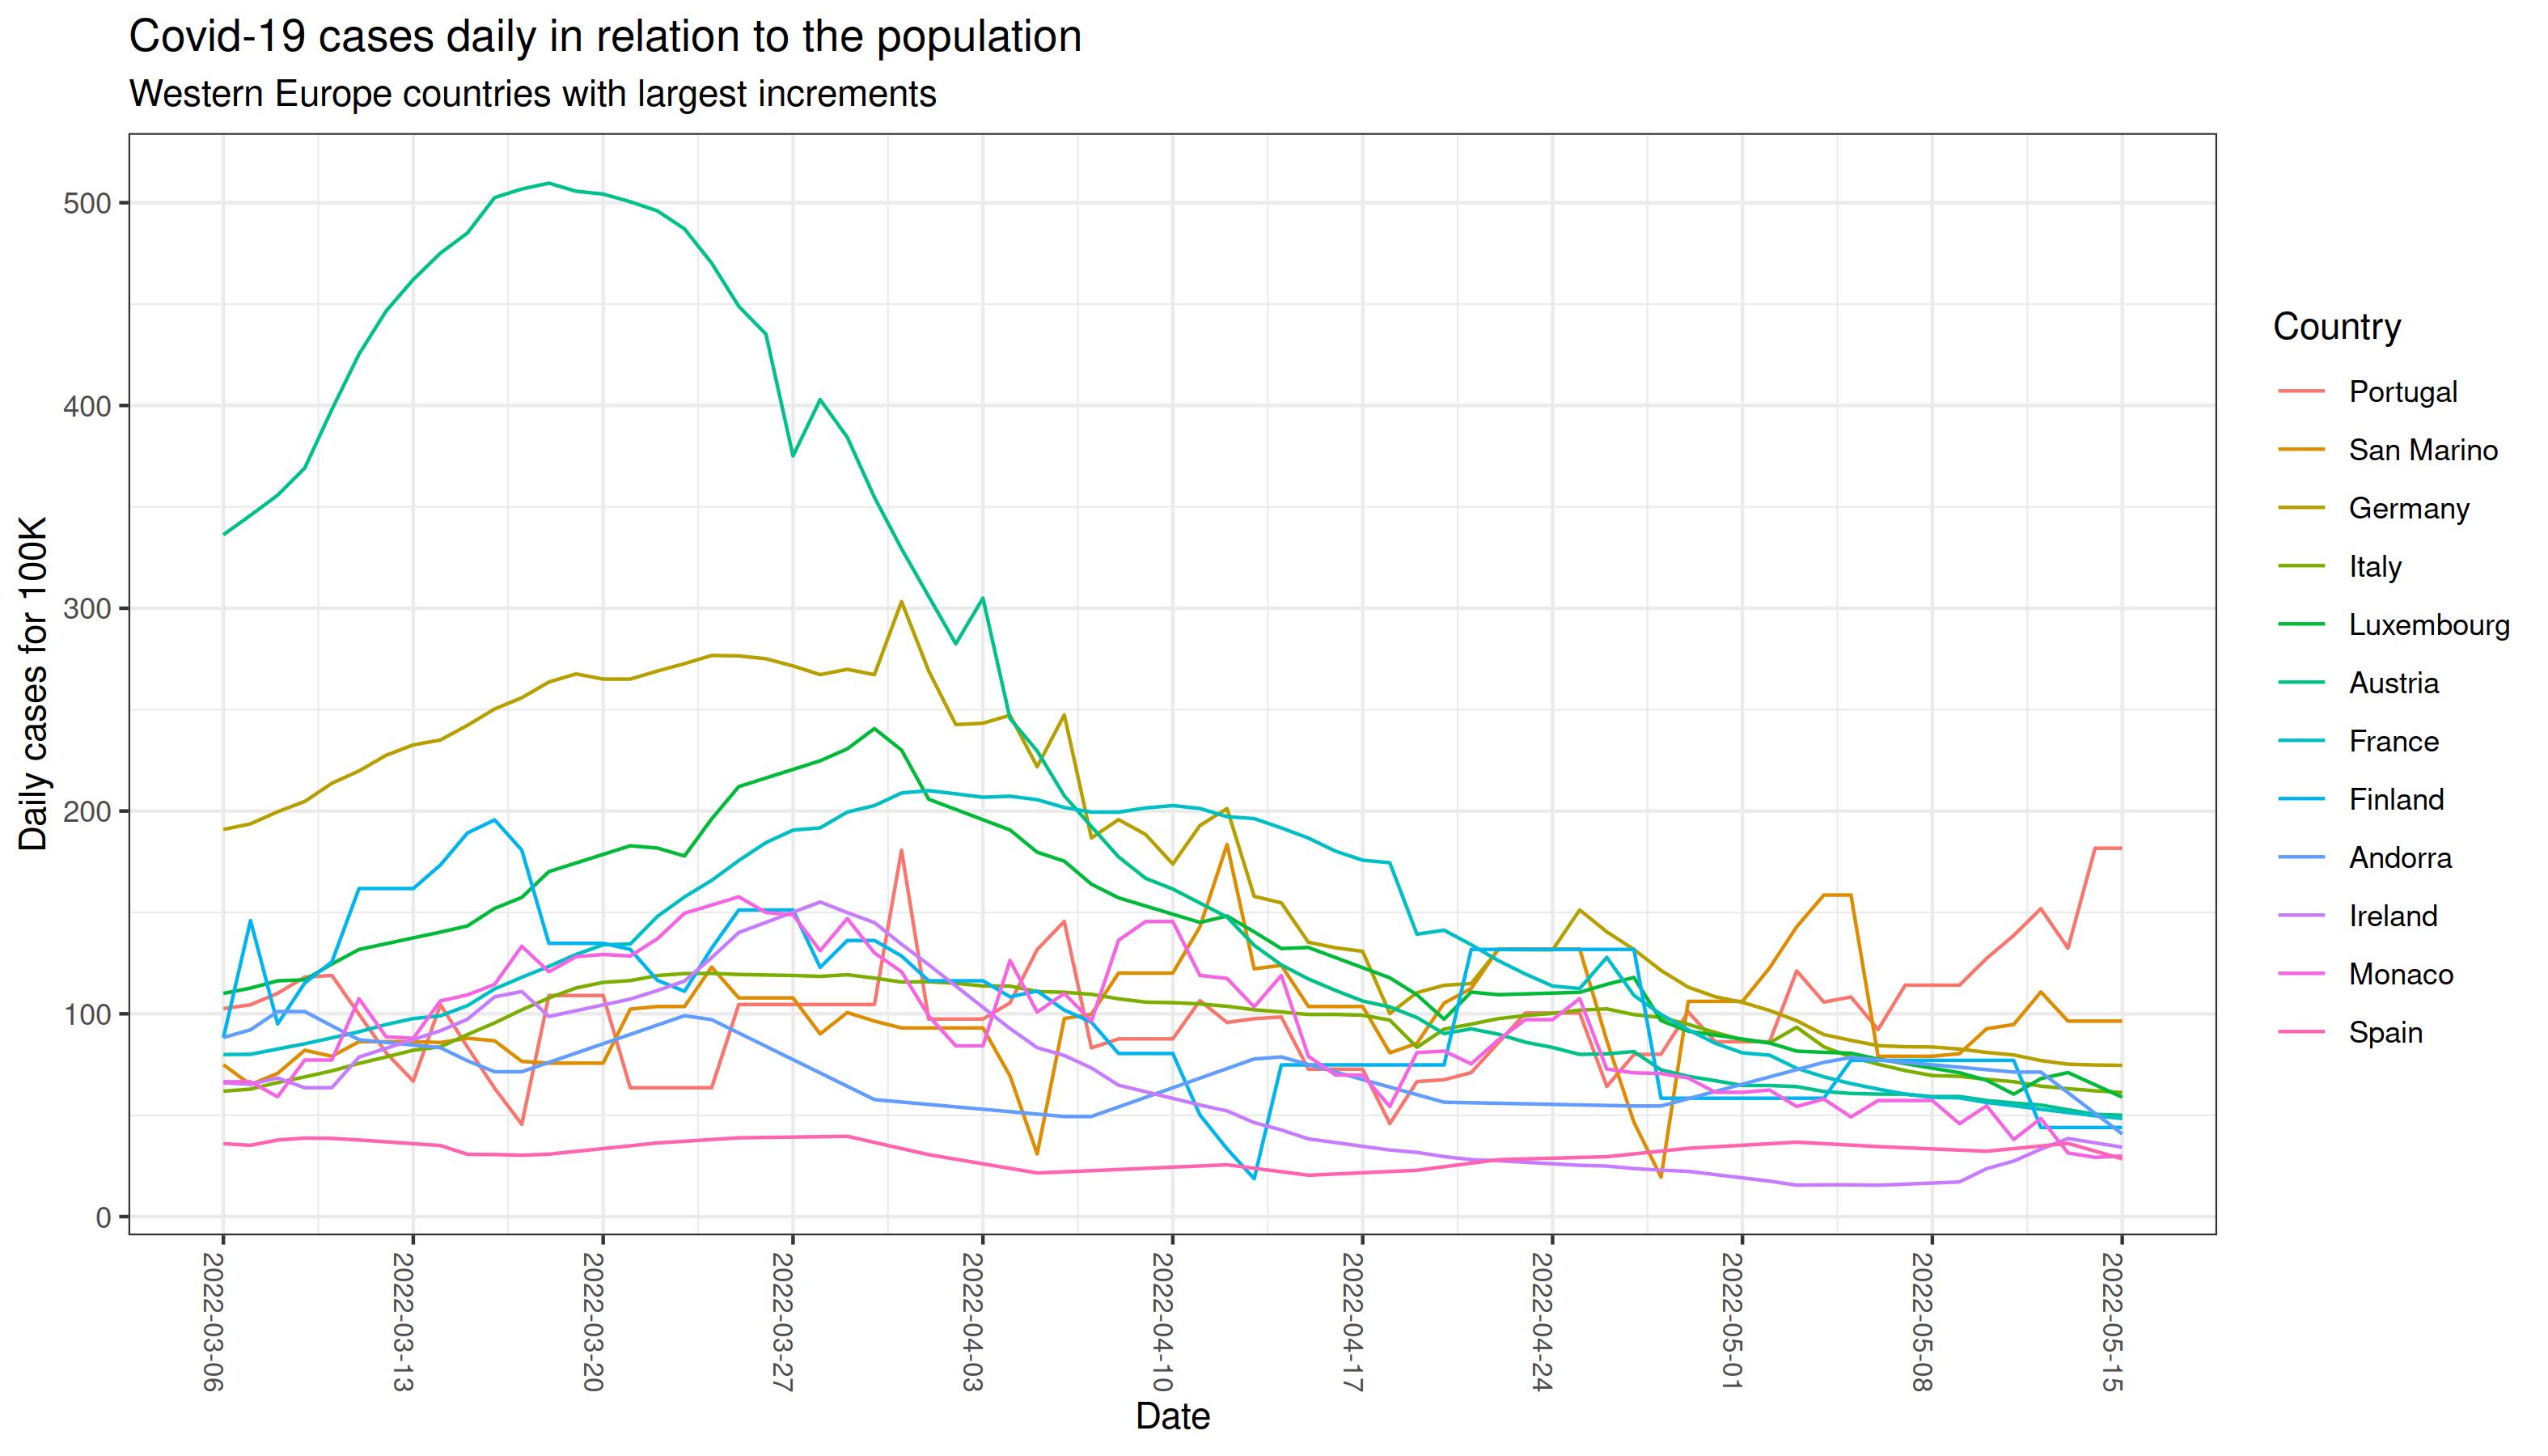 Covid-19 cases daily in relation to the population
Western Europe countries with largest increments
Daily cases for 100K
500
400
300
200
100
0
2022-03-06
2022-03-13
2022-03-20
2022-03-27
2022-04-03
2022-04-10
2022-04-17
2022-04-24
2022-05-01
2022-05-08
2022-05-15
Date
Country
Portugal
San Marino
Germany
Italy
Luxembourg
Austria
France
Finland
Andorra
Ireland
Monaco
Spain